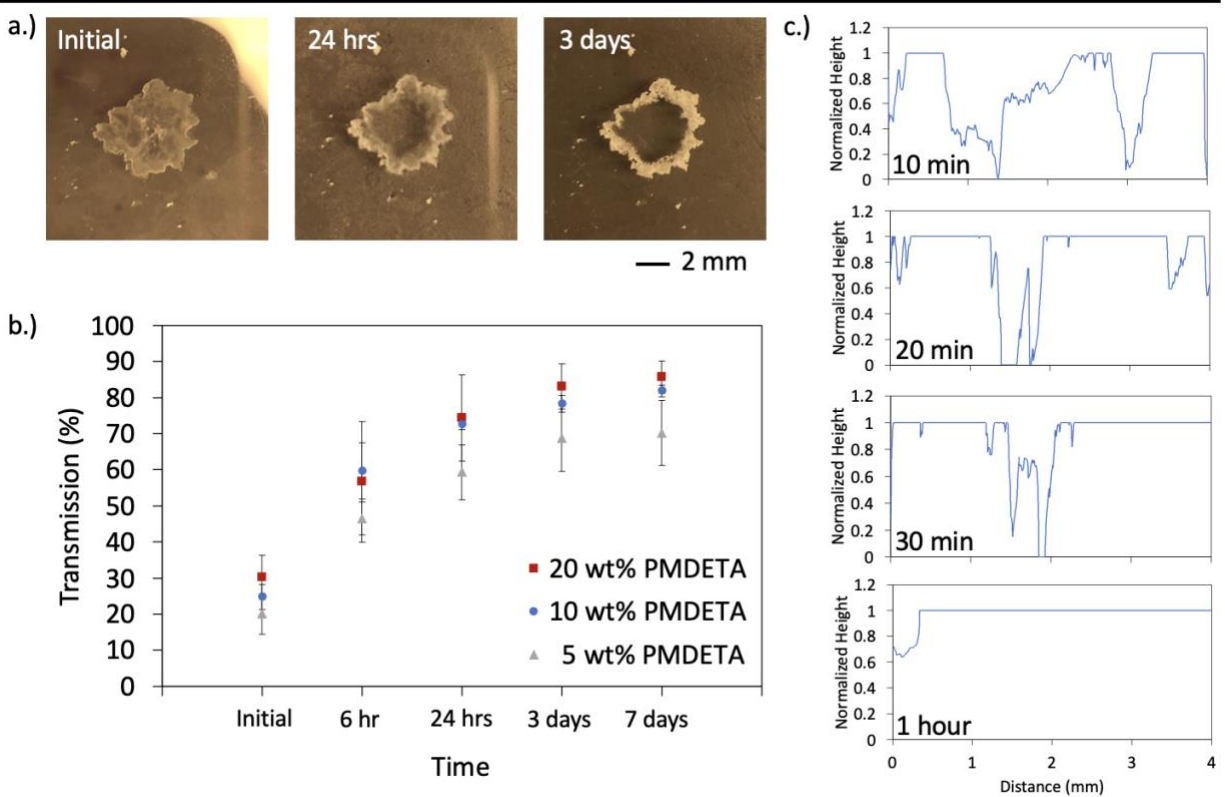 a.)
Initial
24 hrs
3 days
2 mm
b.)
Transmission (%)
100
90
80
70
60
50
40
30
20
10
0
20 wt% PMDETA
10 wt% PMDETA
5 wt% PMDETA
Initial
6 hr
24 hrs
3 days
7 days
Time
c.)
Normalized Height
1.2
1
0.8
0.6
0.4
0.2
0
10 min
Normalized Height
1.2
1
0.8
0.6
0.4
0.2
0
20 min
Normalized Height
1.2
1
0.8
0.6
0.4
0.2
0
30 min
Normalized Height
1.2
1
0.8
0.6
0.4
0.2
0
1 hour
0 1 2 3 4
Distance (mm)